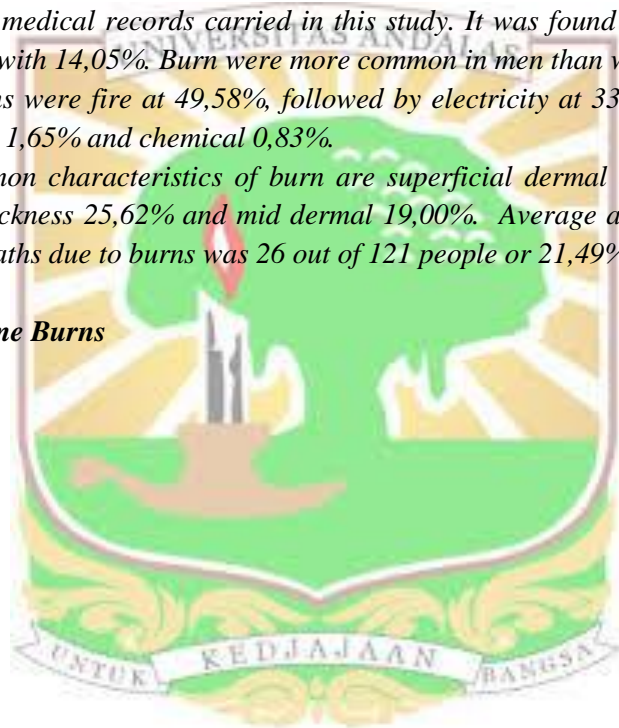 medical records carried in this study. It was found
UNIVERSITAS ANDALAS
with 14,05%. Burn were more common in men than
s were fire at 49,58%, followed by electricity at 33
1,65% and chemical 0,83%.
non characteristics of burn are superficial dermal
ckness 25,62% and mid dermal 19,00%. Average a
aths due to burns was 26 out of 121 people or 21,49%
ne Burns
UNTUK KEDJAJAAN BANGSA